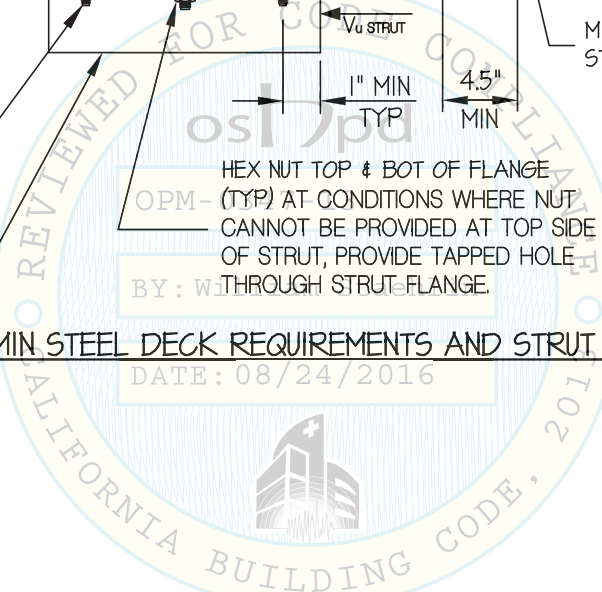 Vu STRUT
M
ST
1" MIN
TYP
4.5"
MIN
HEX NUT TOP & BOT OF FLANGE
(TYP) AT CONDITIONS WHERE NUT
CANNOT BE PROVIDED AT TOP SIDE
OF STRUT, PROVIDE TAPPED HOLE
THROUGH STRUT FLANGE.
MIN STEEL DECK REQUIREMENTS AND STRUT
REVIEWED FOR CODE COMPLIANCE
oshpd
OPM-
BY: William
DATE: 08/24/2016
CALIFORNIA BUILDING CODE, 2013